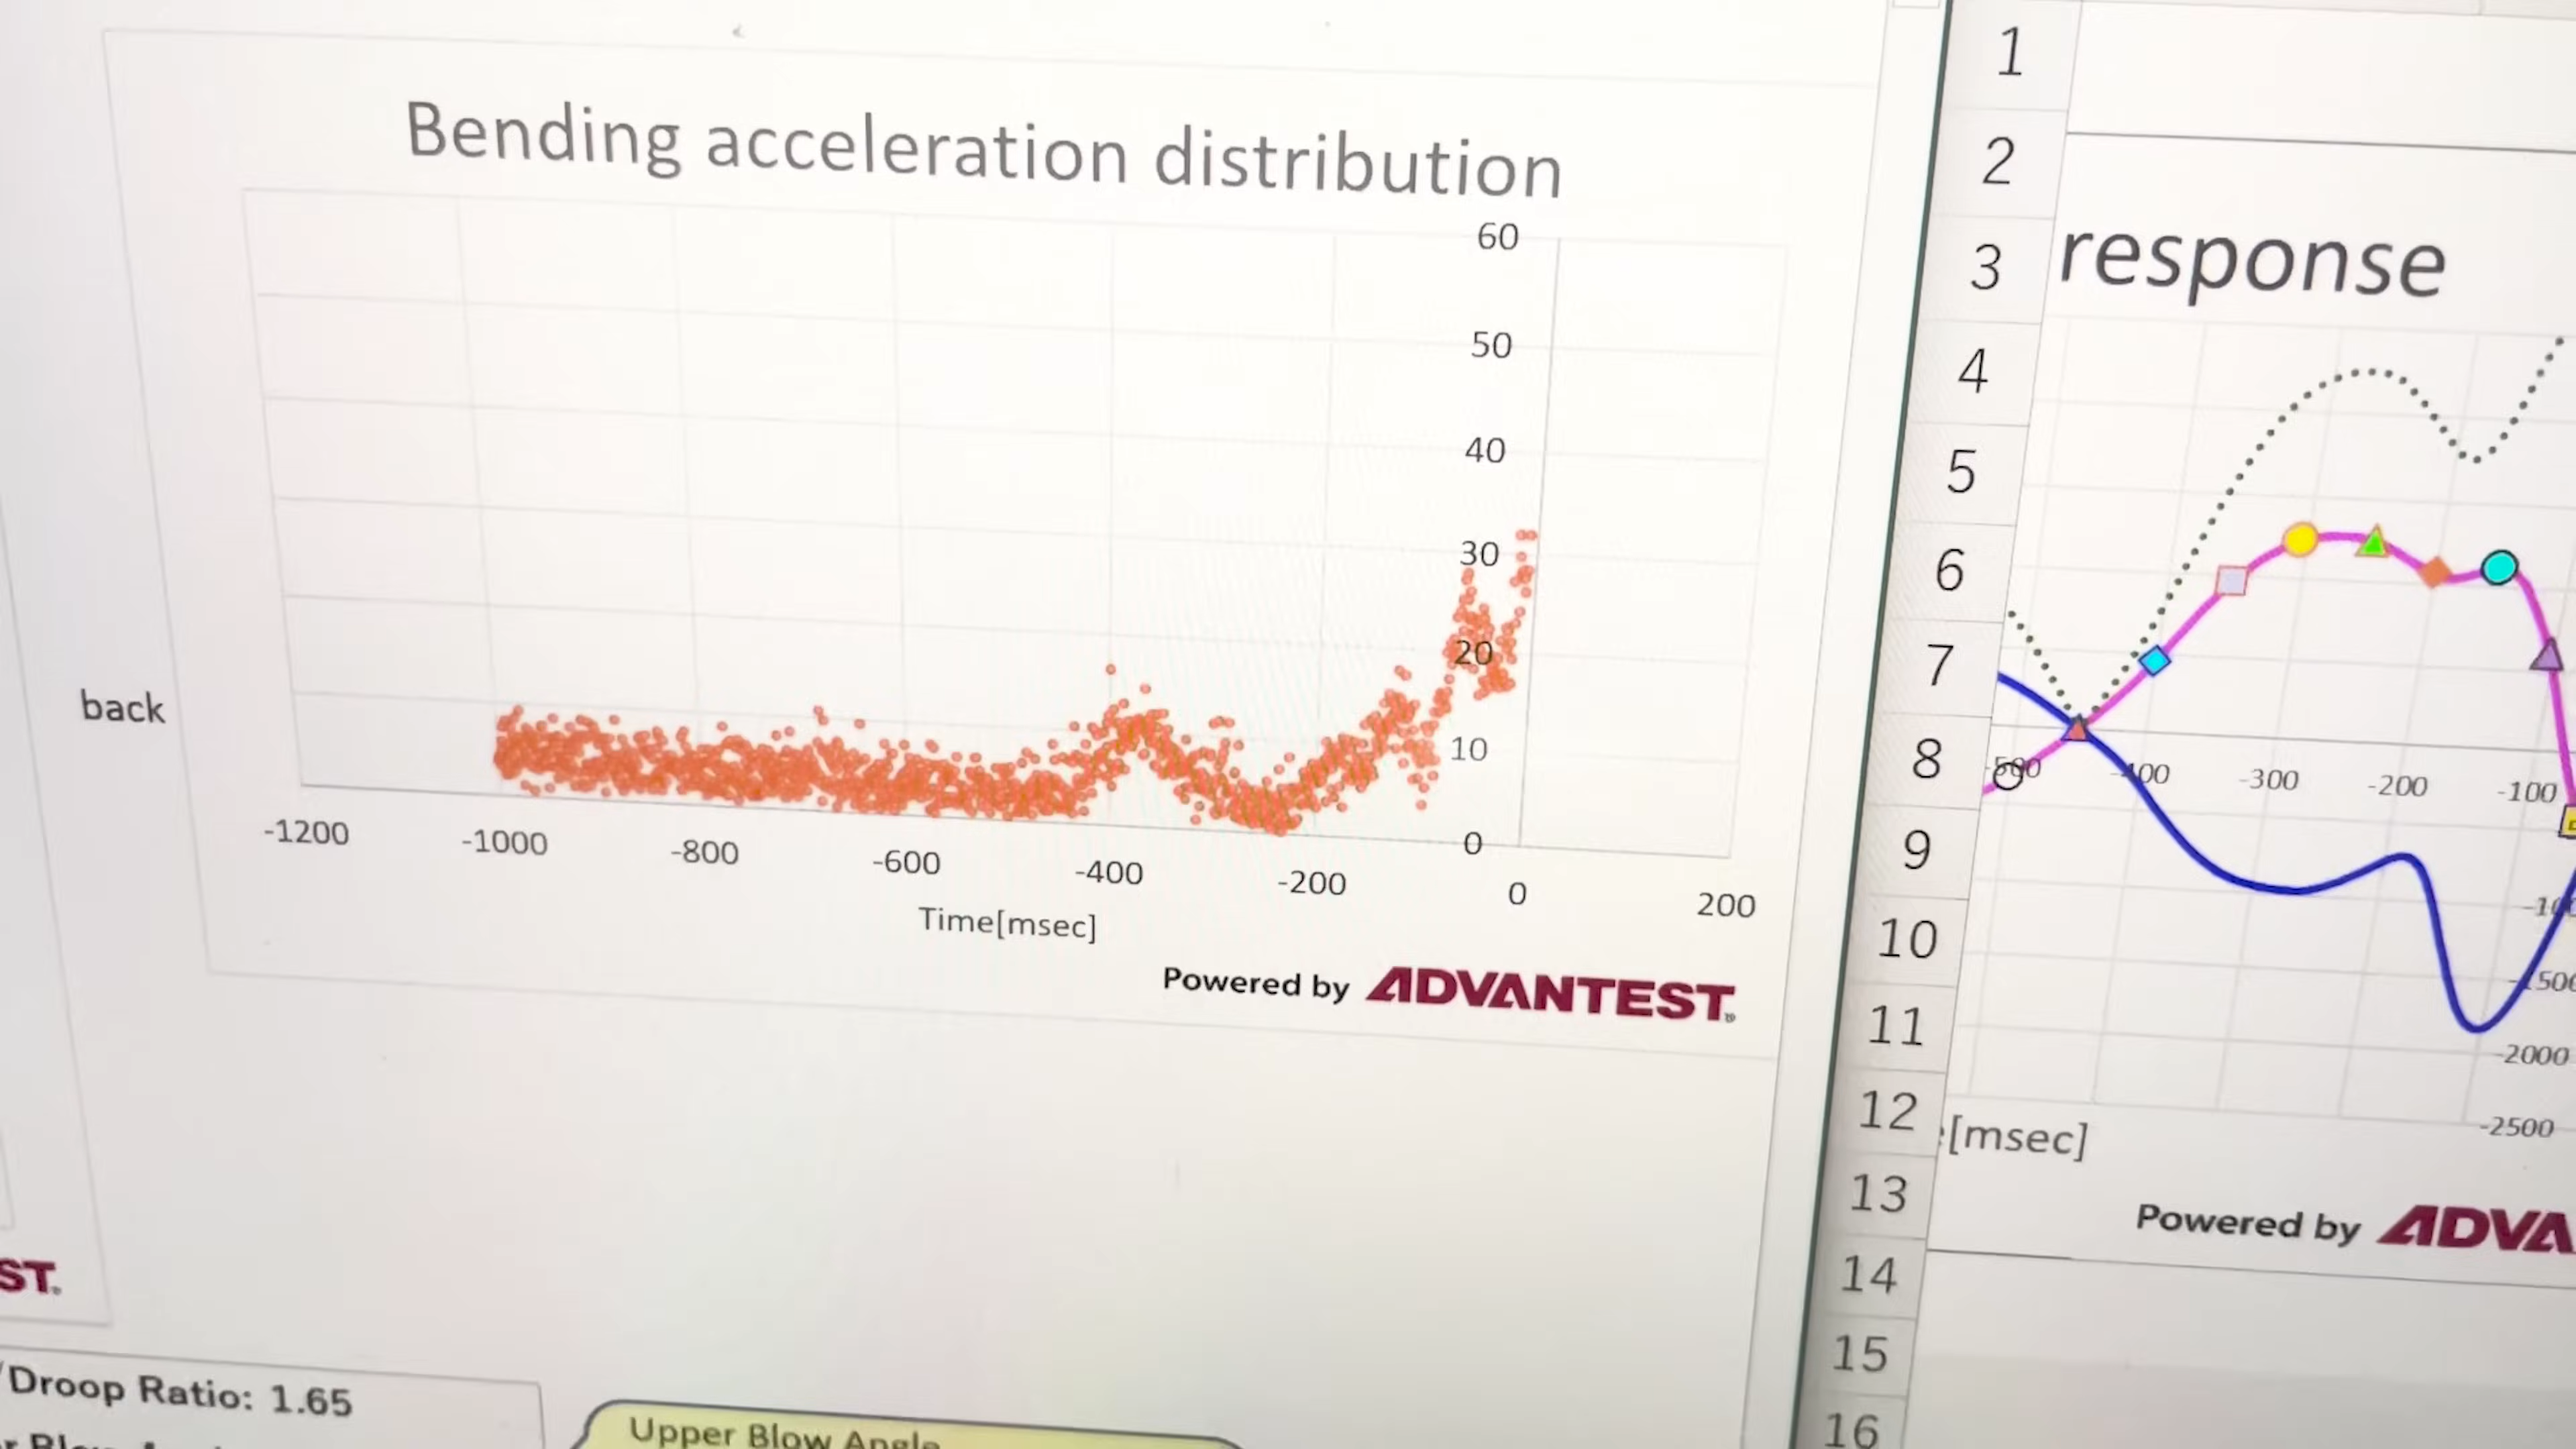 Bending acceleration distribution
60
50
40
30
20
10
0
back
-1200 -1000 -800 -600 -400 -200 0 200
Time[msec]
Powered by ADVANTEST
ST.
Droop Ratio: 1.65
Upper Blow Angle
1
2
3
4
5
6
7
8
9
10
11
12
13
14
15
16
response
-500 -400 -300 -200 -100
-2000
-2500
[msec]
Powered by ADVA